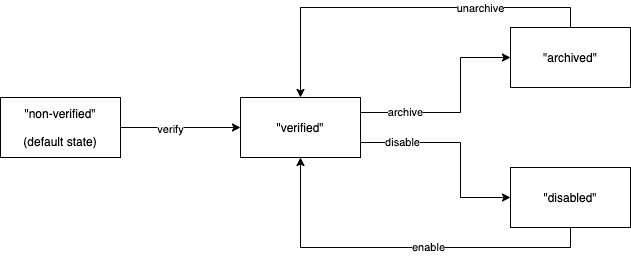 unarchive
"archived"
"non-verified"
(default state)
verify
"verified"
archive
disable
"disabled"
enable